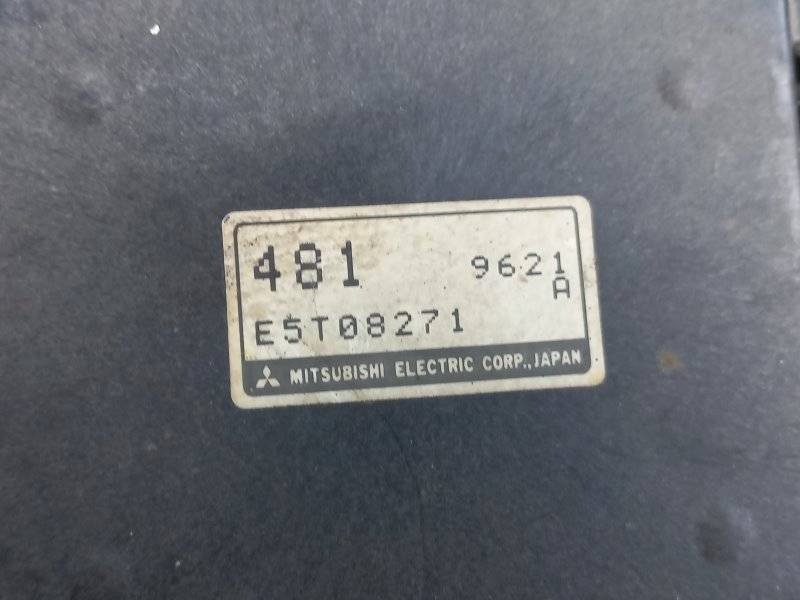 481 9621
A
E5T08271
MITSUBISHI ELECTRIC CORP., JAPAN